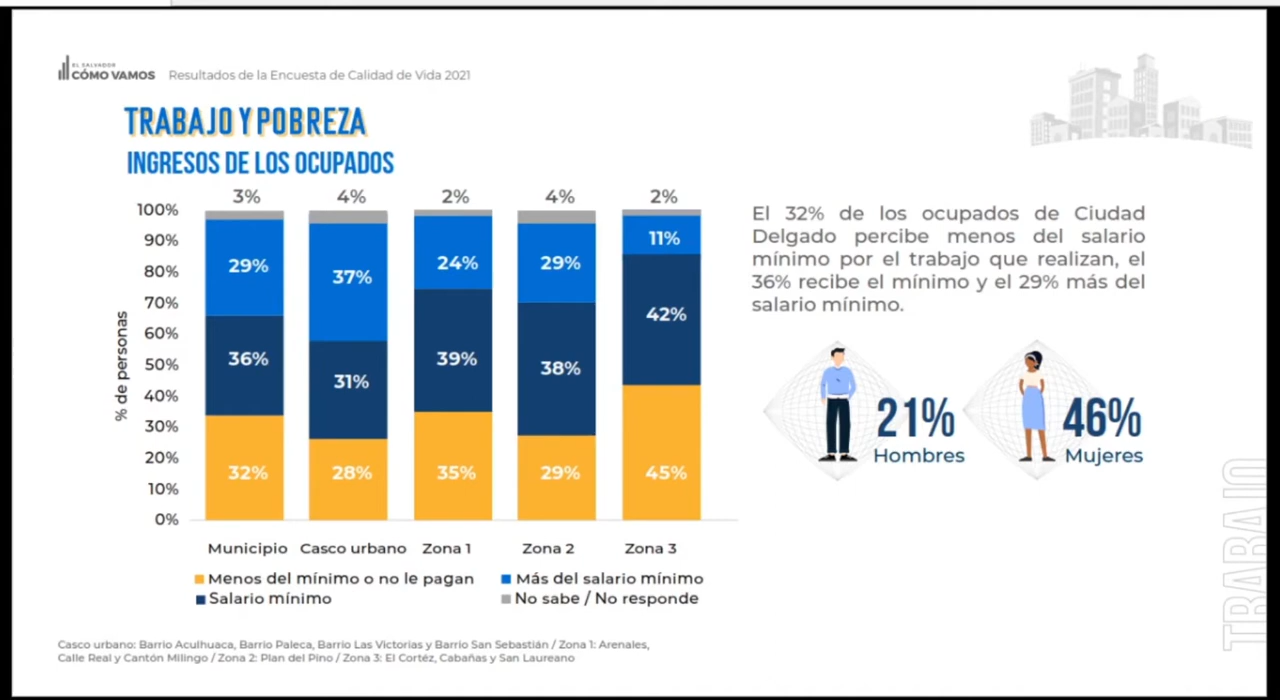 EL SALVADOR
CÓMO VAMOS
Resultados de la Encuesta de Calidad de Vida 2021
TRABAJO Y POBREZA
INGRESOS DE LOS OCUPADOS
3% 4% 2% 4% 2%
100%
90%
80%
70%
60%
50%
40%
30%
20%
10%
0%
% de personas
29% 37% 24% 29% 11%
36% 31% 39% 38% 42%
32% 28% 35% 29% 45%
Municipio Casco urbano Zona 1 Zona 2 Zona 3
Menos del mínimo o no le pagan
Más del salario mínimo
Salario mínimo
No sabe / No responde
El 32% de los ocupados de Ciudad
Delgado percibe menos del salario
mínimo por el trabajo que realizan, el
36% recibe el mínimo y el 29% más del
salario mínimo.
21%
Hombres
46%
Mujeres
TRABAJO
Casco urbano: Barrio Aculhuaca, Barrio Paleca, Barrio Las Victorias y Barrio San Sebastián / Zona 1: Arenales,
Calle Real y Cantón Milingo / Zona 2: Plan del Pino / Zona 3: El Cortéz, Cabañas y San Laureano